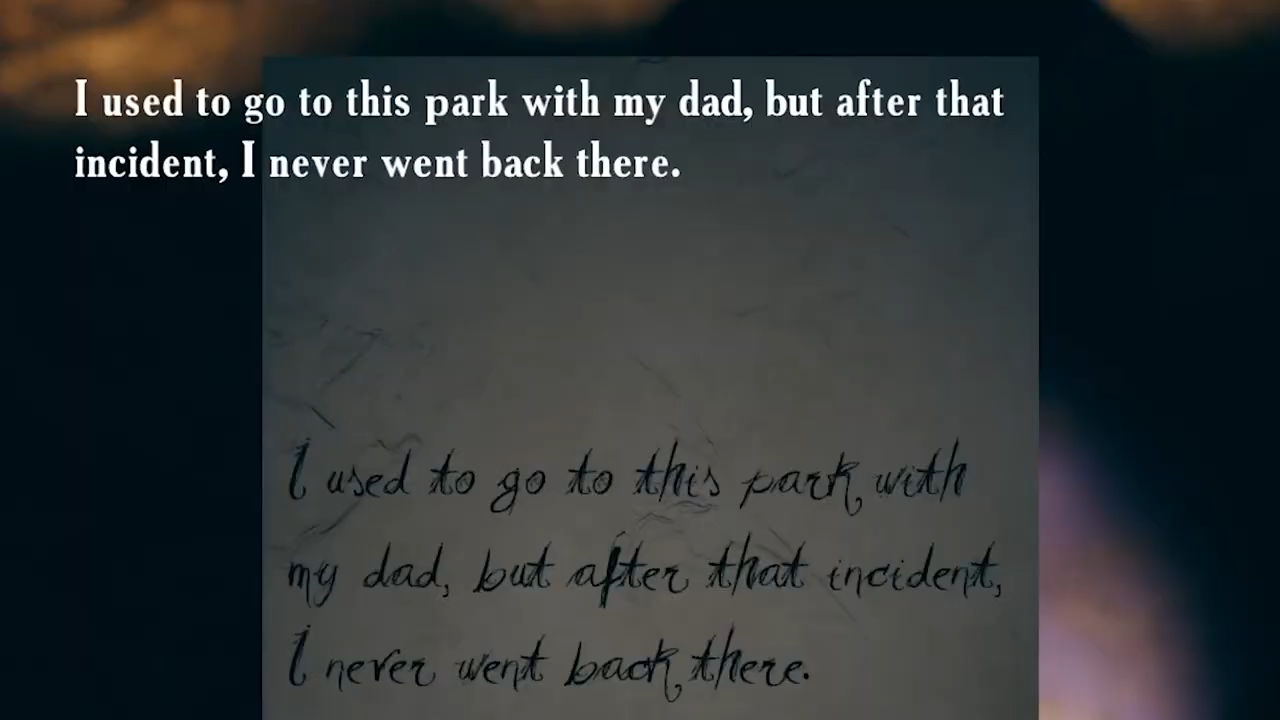 I used to go to this park with my dad, but after that
incident, I never went back there.
I used to go to this park with
my dad, but after that incident,
I never went back there.